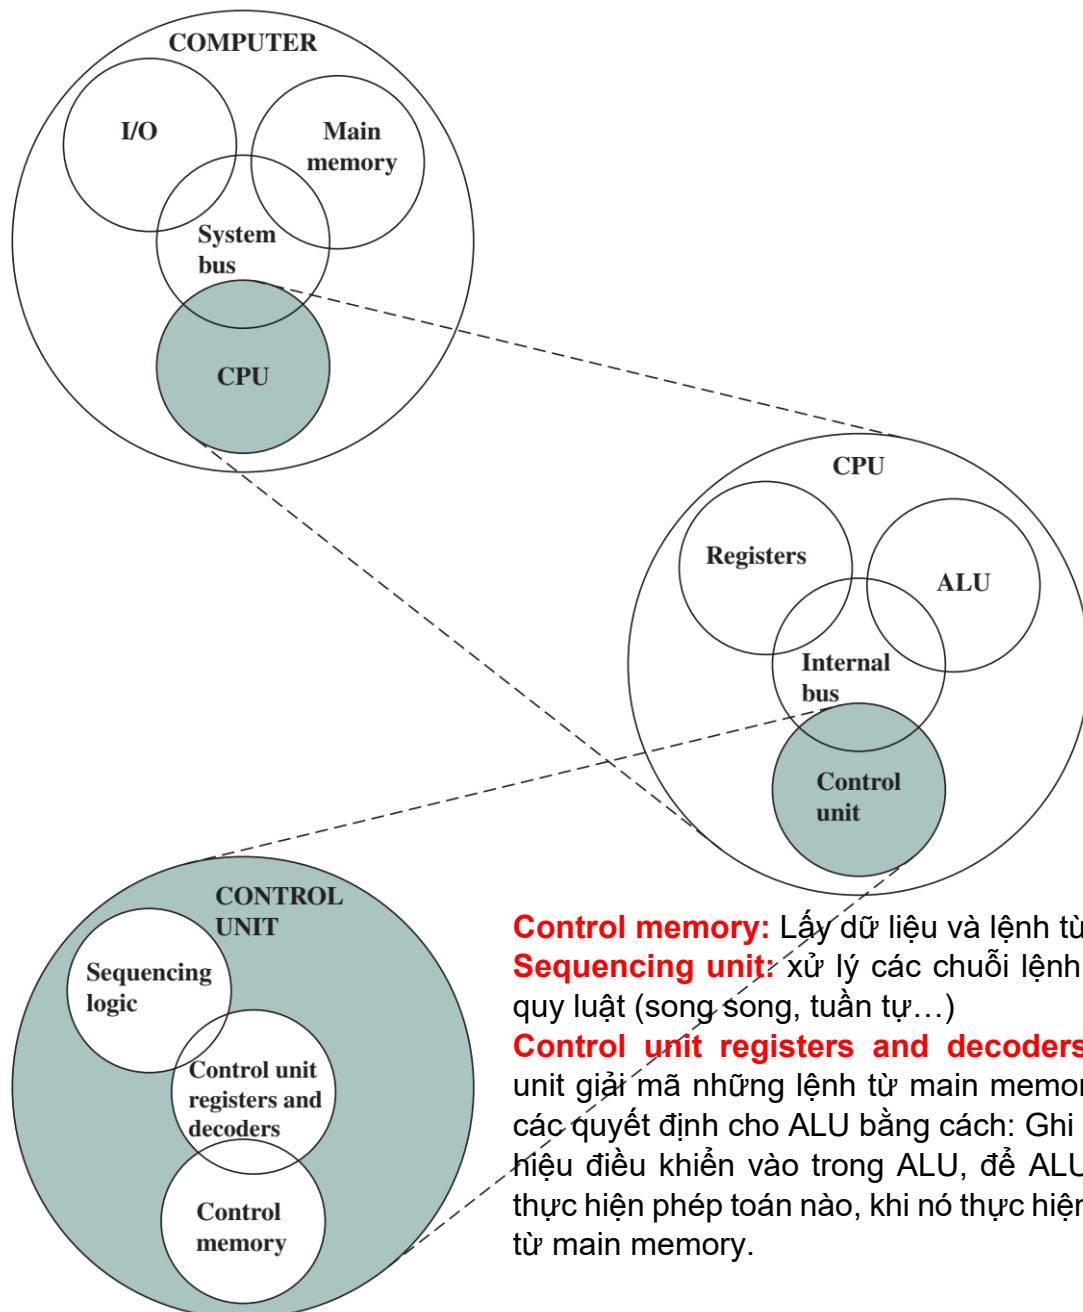 COMPUTER
I/O
Main
memory
System
bus
CPU
CPU
Registers
ALU
Internal
bus
Control
unit
CONTROL
UNIT
Sequencing
logic
Control unit
registers and
decoders
Control
memory
Control memory: Lấy dữ liệu và lệnh từ
Sequencing unit: xử lý các chuỗi lệnh
quy luật (song song, tuần tự…)
Control unit registers and decoders
unit giải mã những lệnh từ main memor
các quyết định cho ALU bằng cách: Ghi
hiệu điều khiển vào trong ALU, để ALU
thực hiện phép toán nào, khi nó thực hiện
từ main memory.